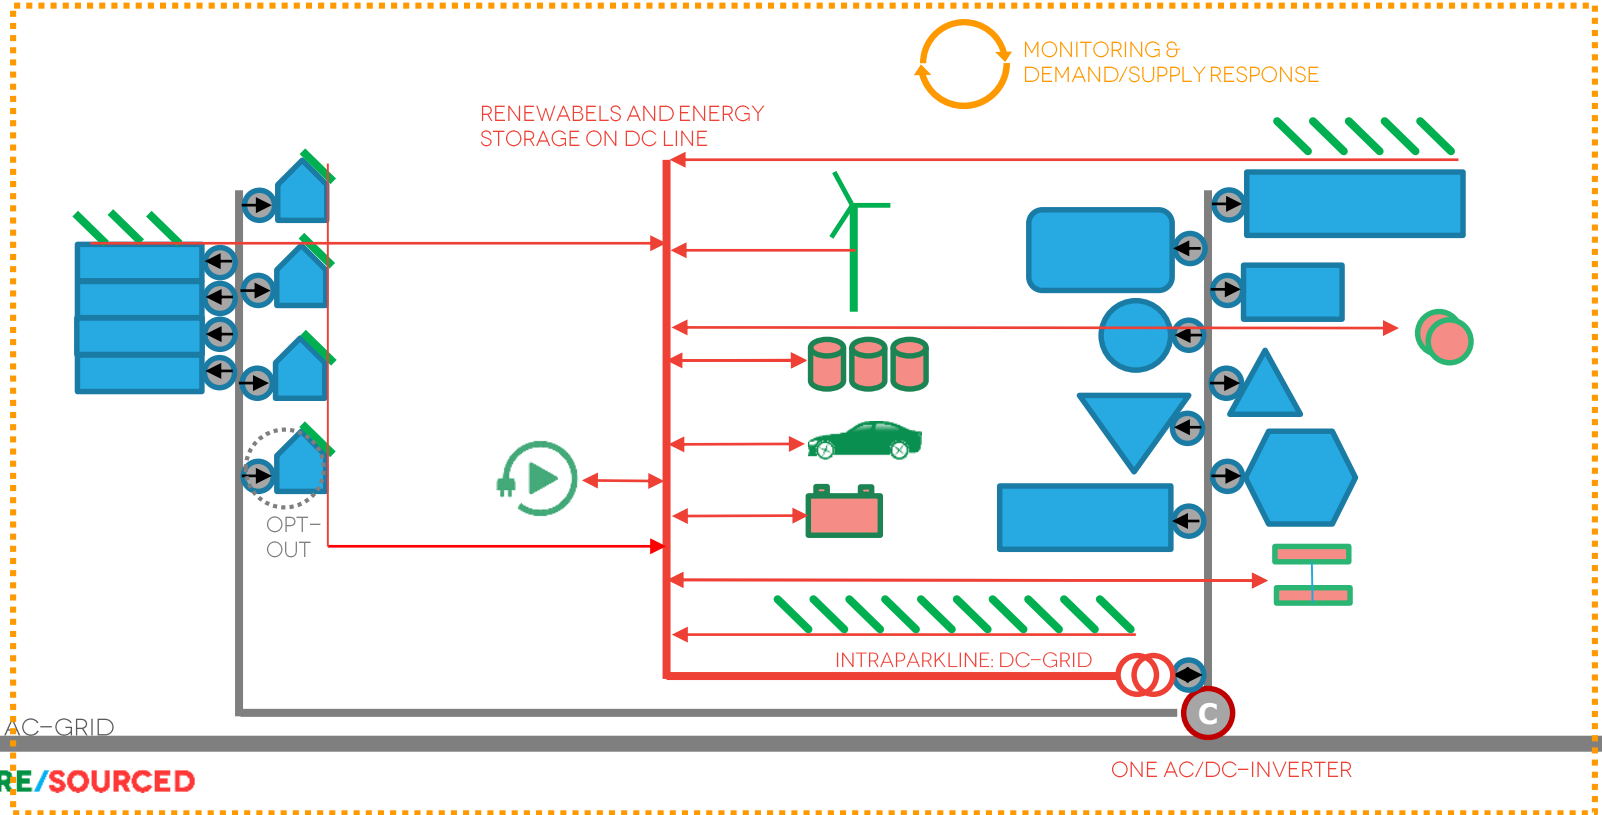 MONITORING &
DEMAND/SUPPLY RESPONSE
RENEWABELS AND ENERGY
STORAGE ON DC LINE
OPT-
OUT
INTRAPARKLINE: DC-GRID
C
AC-GRID
ONE AC/DC-INVERTER
RE/SOURCED